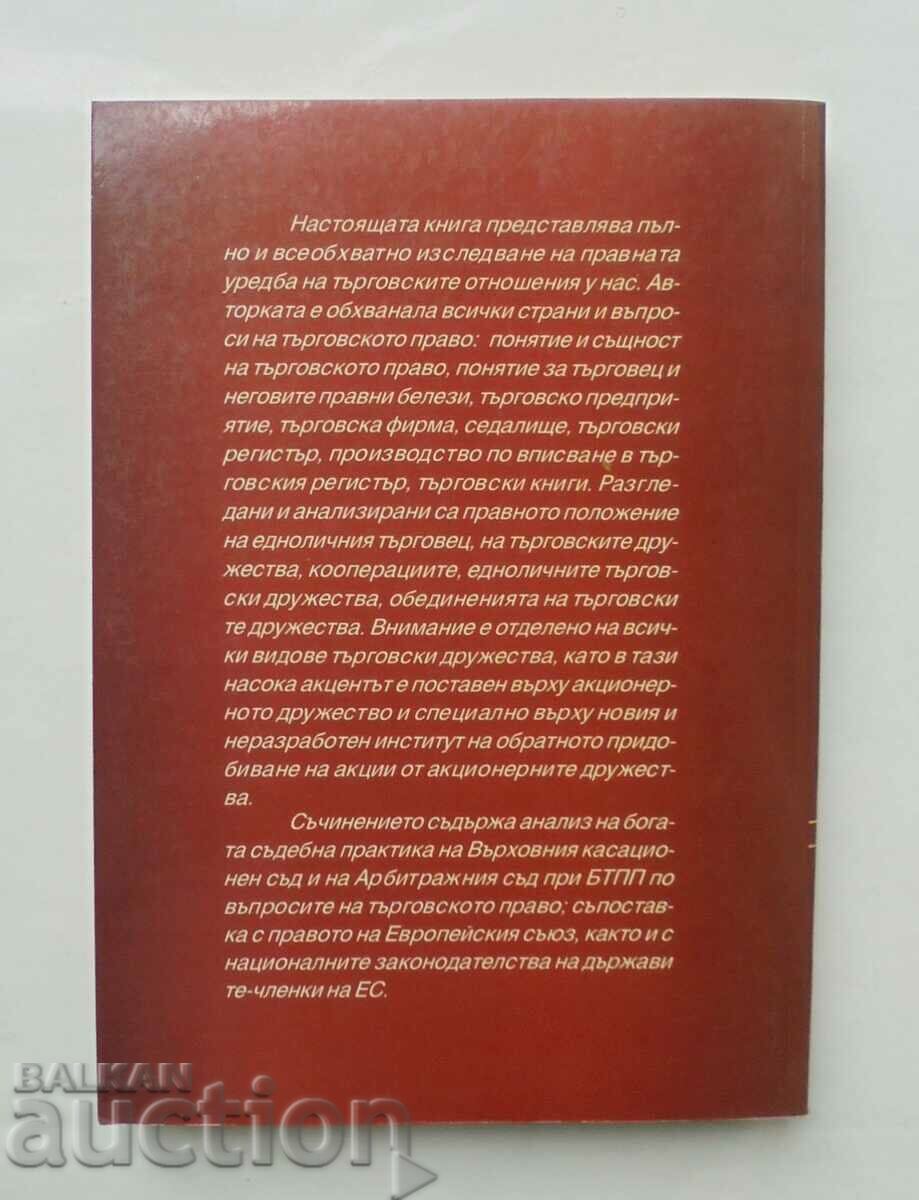 Настоящата книга представлява пъл-
но и всеобхватно изследване на правната
уредба на търговските отношения у нас. Ав-
торката е обхванала всички страни и въпро-
си на търговското право: понятие и същност
на търговското право, понятие за търговец и
неговите правни белези, търговско предпри-
ятие, търговска фирма, седалище, търговски
регистър, производство по вписване в тър-
говския регистър, търговски книги. Разгле-
дани и анализирани са правното положение
на едноличния търговец, на търговските дру-
жества, кооперациите, едноличните търгов-
ски дружества, обединенията на търговски
те дружества. Внимание е отделено на всич-
ки видове търговски дружества, като в тази
насока акцентът е поставен върху акционер-
ното дружество и специално върху новия и
неразработен институт на обратното придо-
биване на акции от акционерните дружест-
ва.
Съчинението съдържа анализ на бога-
та съдебна практика на Върховния касацио-
нен съд и на Арбитражния съд при БТПП по
въпросите на търговското право; съпостав-
ка с правото на Европейския съюз, както и с
националните законодателства на държави
те-членки на ЕС.
BALKAN
auction